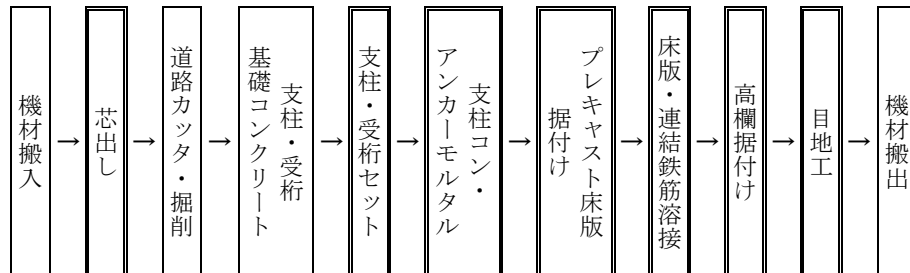 機材搬入
→
芯出し
→
道路カッタ・掘削
→
支柱・受桁
基礎コンクリート
→
支柱・受桁セット
→
支柱コン・
アンカーモルタル
→
プレキャスト床版
据付け
→
床版・連結鉄筋溶接
→
高欄据付け
→
目地工
→
機材搬出